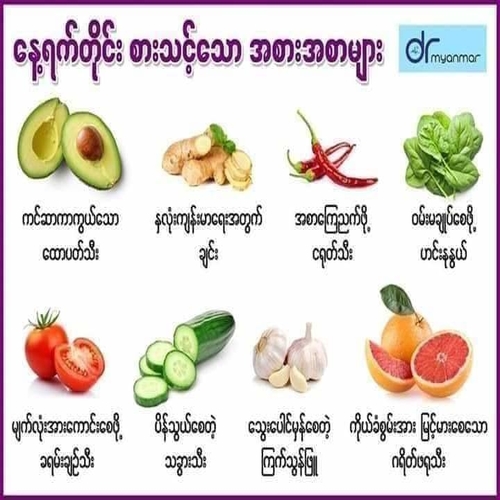 နေ့ရက်တိုင်း စားသင့်သော အစားအစာများ
dr
myanmar
ကင်ဆာကာကွယ်သော
ထောပတ်သီး
နှလုံးကျန်းမာရေးအတွက်
ချင်း
အစာကြေညက်ဖို့
ငရုတ်သီး
ဝမ်းမချုပ်စေဖို့
ဟင်းနုနွယ်
မျက်လုံးအားကောင်းစေဖို့
ခရမ်းချဉ်သီး
ပိန်သွယ်စေတဲ့
သခွားသီး
သွေးပေါင်မှန်စေတဲ့
ကြက်သွန်ဖြူ
ကိုယ်ခံစွမ်းအား မြင့်မားစေသော
ဂရိတ်ဖရုသီး